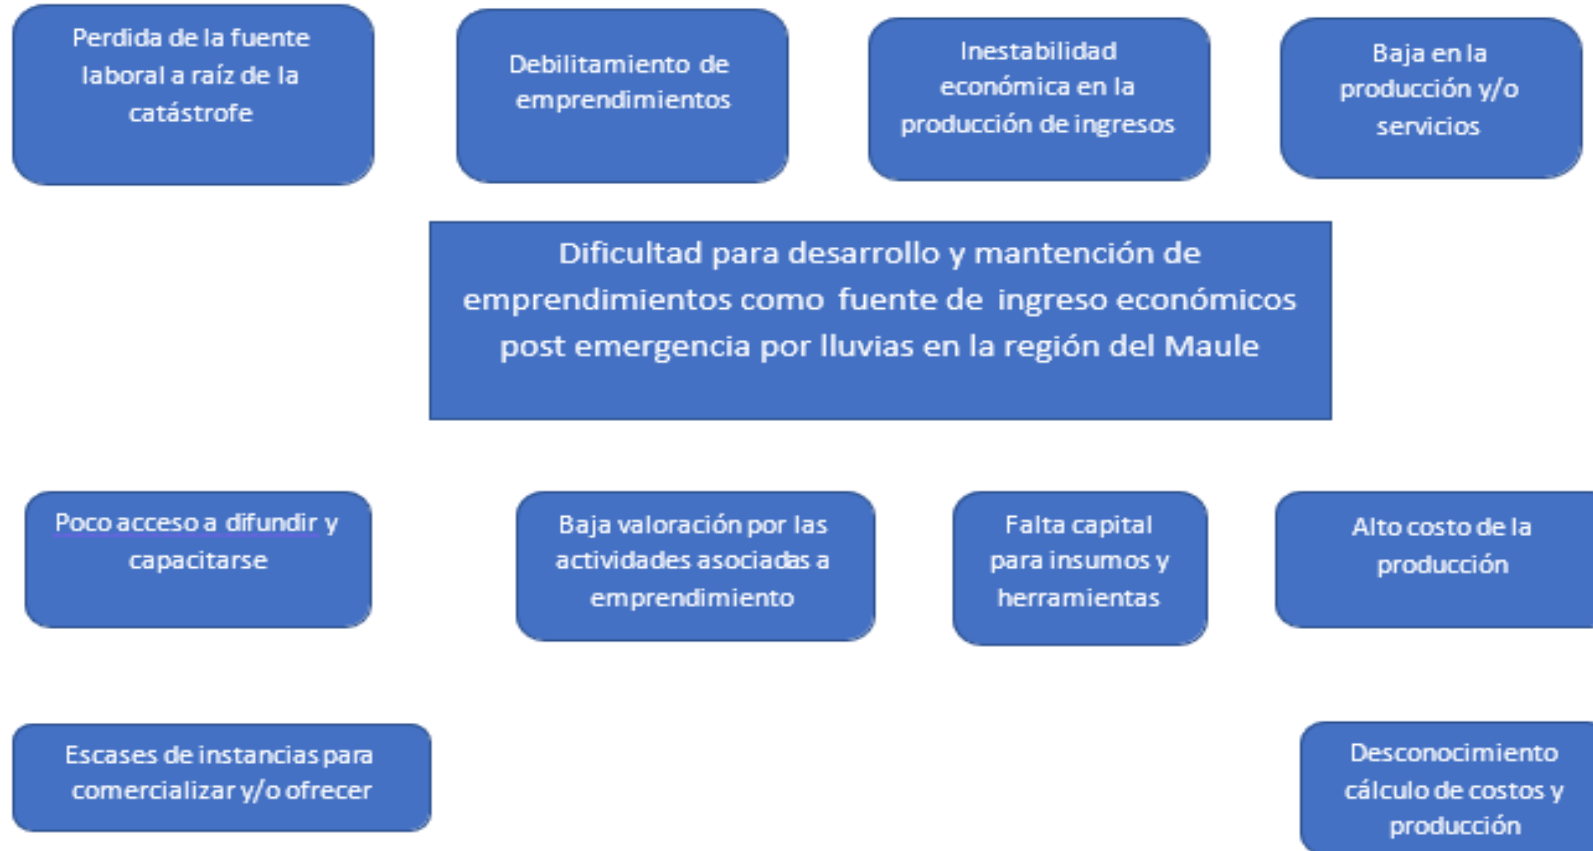 Perdida de la fuente
laboral a raíz de la
catástrofe
Debilitamiento de
emprendimientos
Inestabilidad
económica en la
producción de ingresos
Baja en la
producción y/o
servicios
Dificultad para desarrollo y mantención de
emprendimientos como fuente de ingreso económicos
post emergencia por lluvias en la región del Maule
Poco acceso a difundir y
capacitarse
Baja valoración por las
actividades asociadas a
emprendimiento
Falta capital
para insumos y
herramientas
Alto costo de la
producción
Escases de instancias para
comercializar y/o ofrecer
Desconocimiento
cálculo de costos y
producción